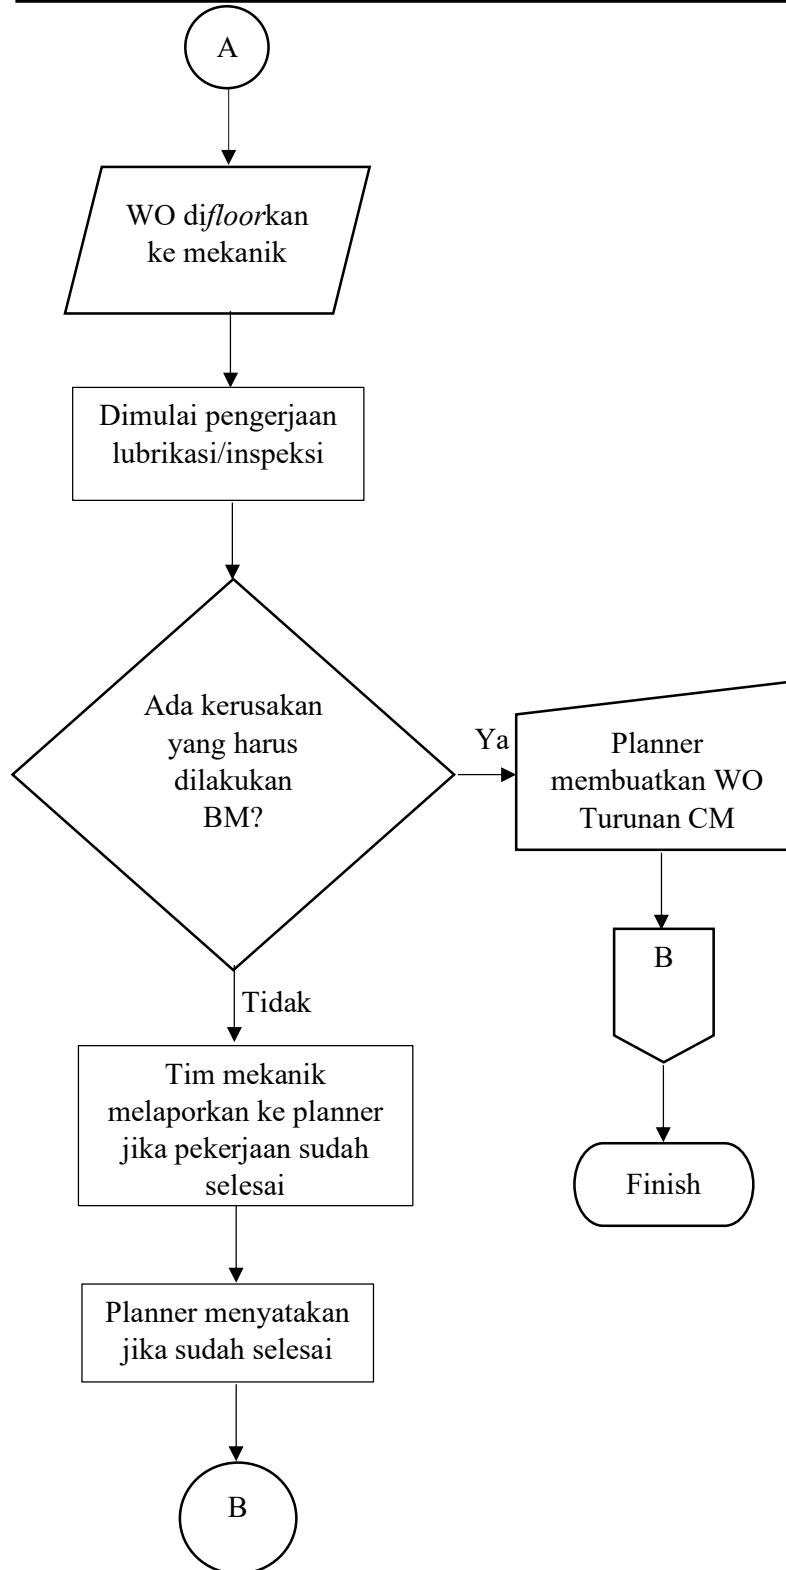 A
WO difloorkan
ke mekanik
Dimulai pengerjaan
lubrikasi/inspeksi
Ada kerusakan
yang harus
dilakukan
BM?
Ya
Planner
membuatkan WO
Turunan CM
B
Finish
Tidak
Tim mekanik
melaporkan ke planner
jika pekerjaan sudah
selesai
Planner menyatakan
jika sudah selesai
B